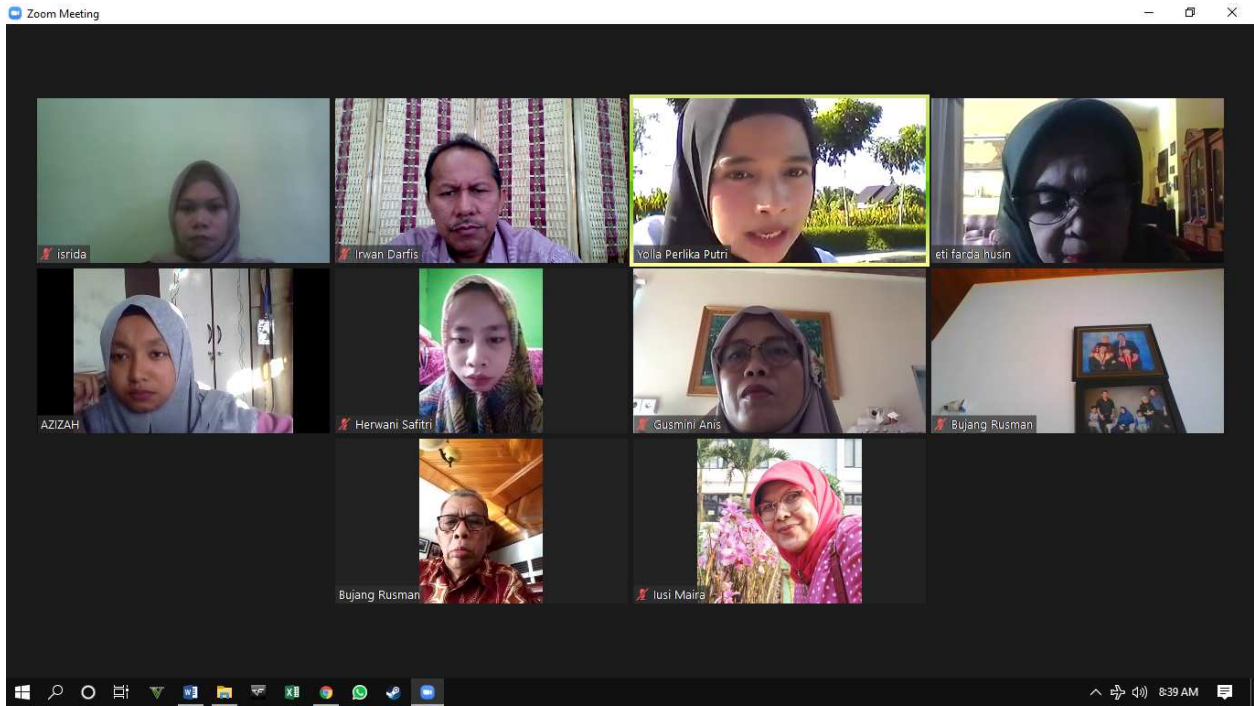 Zoom Meeting
isrida
Irwan Darfis
Yolla Perlika Putri
eti farda husin
AZIZAH
Herwani Safitri
Gusmini Anis
Bujang Rusman
Bujang Rusman
lusi Maira
8:39 AM